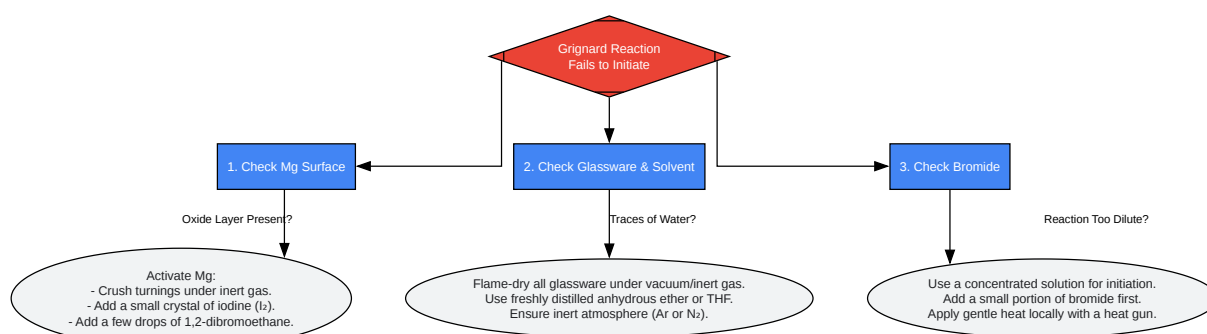 Grignard Reaction
Fails to Initiate
1. Check Mg Surface
2. Check Glassware & Solvent
3. Check Bromide
Oxide Layer Present?
Traces of Water?
Reaction Too Dilute?
Activate Mg:
- Crush turnings under inert gas.
- Add a small crystal of iodine (I₂).
- Add a few drops of 1,2-dibromoethane.
Flame-dry all glassware under vacuum/inert gas.
Use freshly distilled anhydrous ether or THF.
Ensure inert atmosphere (Ar or N₂).
Use a concentrated solution for initiation.
Add a small portion of bromide first.
Apply gentle heat locally with a heat gun.